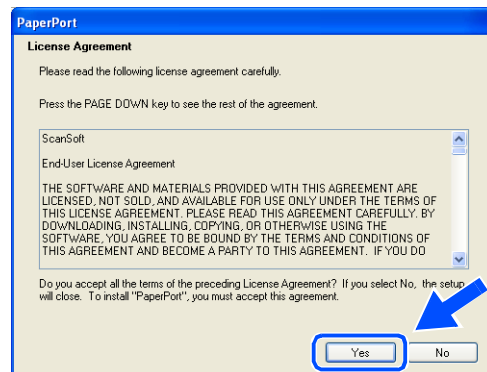 PaperPort
License Agreement
Please read the following license agreement carefully.
Press the PAGE DOWN key to see the rest of the agreement.
ScanSoft
End-User License Agreement
THE SOFTWARE AND MATERIALS PROVIDED WITH THIS AGREEMENT ARE
LICENSED, NOT SOLD, AND AVAILABLE FOR USE ONLY UNDER THE TERMS OF
THIS LICENSE AGREEMENT. PLEASE READ THIS AGREEMENT CAREFULLY. BY
DOWNLOADING, INSTALLING, COPYING, OR OTHERWISE USING THE
SOFTWARE, YOU AGREE TO BE BOUND BY THE TERMS AND CONDITIONS OF
THIS AGREEMENT AND BECOME A PARTY TO THIS AGREEMENT. IF YOU DO
Do you accept all the terms of the preceding License Agreement? If you select No, the setup
will close. To install "PaperPort", you must accept this agreement.
Yes No